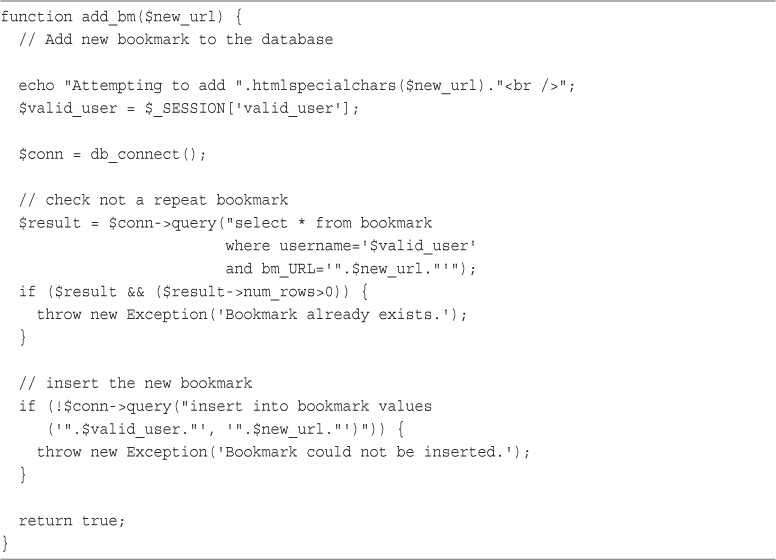 function add_bm($new_url) {
  // Add new bookmark to the database

  echo "Attempting to add ".htmlspecialchars($new_url)."<br />";
  $valid_user = $_SESSION['valid_user'];

  $conn = db_connect();

  // check not a repeat bookmark
  $result = $conn->query("select * from bookmark
                         where username='$valid_user'
                         and bm_URL='".$new_url."'");
  if ($result && ($result->num_rows>0)) {
    throw new Exception('Bookmark already exists.');
  }

  // insert the new bookmark
  if (!$conn->query("insert into bookmark values
     ('".$valid_user."', '".$new_url."')")) {
    throw new Exception('Bookmark could not be inserted.');
  }

  return true;
}